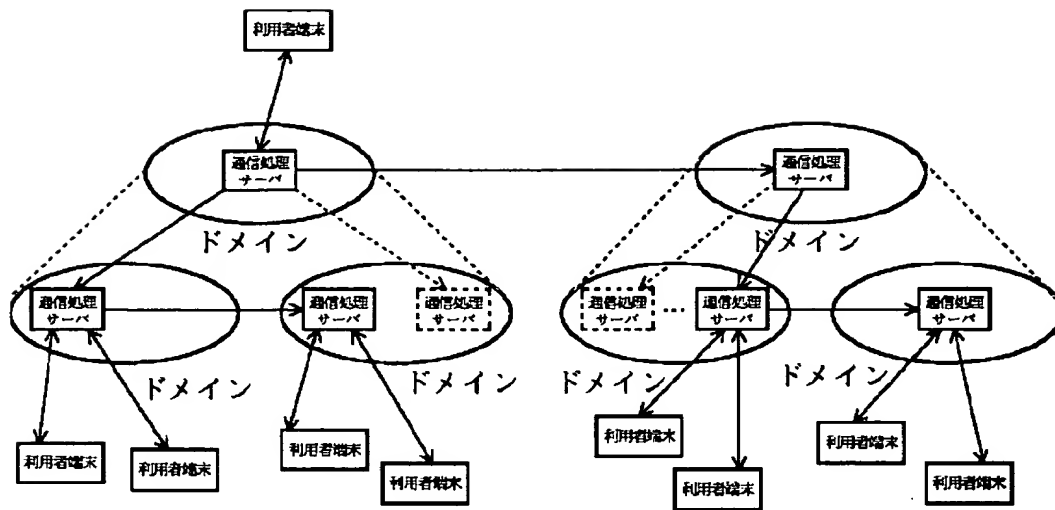 利用者端末
通信処理
サーバ
通信処理
サーバ
ドメイン
ドメイン
通信処理
サーバ
通信処理
サーバ
通信処理
サーバ
通信処理
サーバ
...
通信処理
サーバ
通信処理
サーバ
ドメイン
ドメイン
ドメイン
ドメイン
利用者端末
利用者端末
利用者端末
利用者端末
利用者端末
利用者端末
利用者端末
利用者端末